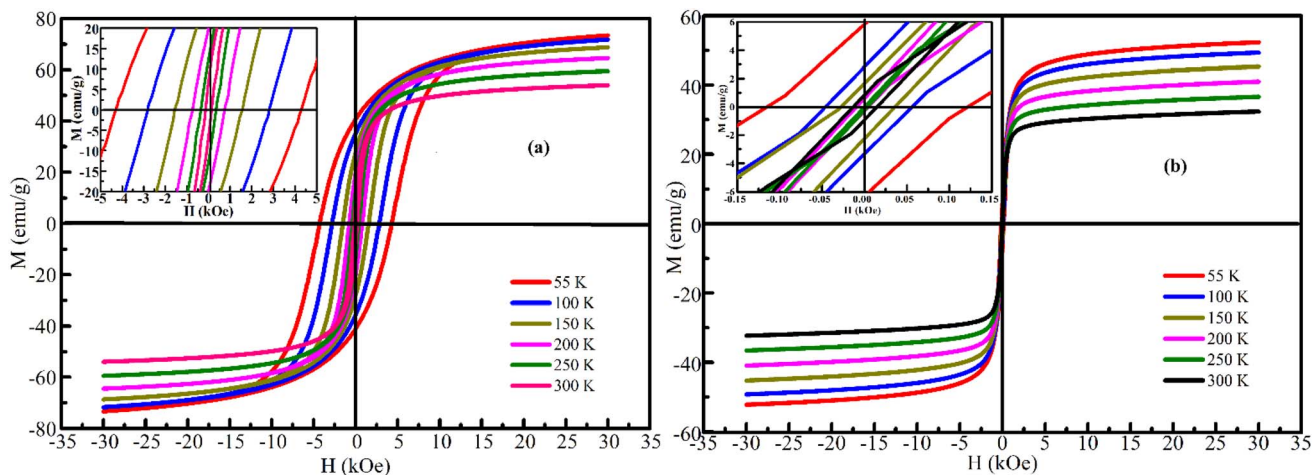 80
60
40
20
0
-20
-40
-60
-80
M (emu/g)
-35 -30 -25 -20 -15 -10 -5 0 5 10 15 20 25 30 35
H (kOe)
20
15
10
5
0
-5
-10
-15
-20
M (emu/g)
-5 -4 -3 -2 -1 0 1 2 3 4 5
H (kOe)
(a)
55 K
100 K
150 K
200 K
250 K
300 K
60
40
20
0
-20
-40
-60
M (emu/g)
-35 -30 -25 -20 -15 -10 -5 0 5 10 15 20 25 30 35
H (kOe)
6
4
2
0
-2
-4
-6
M (emu/g)
-0.15 -0.10 -0.05 0.00 0.05 0.10 0.15
H (kOe)
(b)
55 K
100 K
150 K
200 K
250 K
300 K